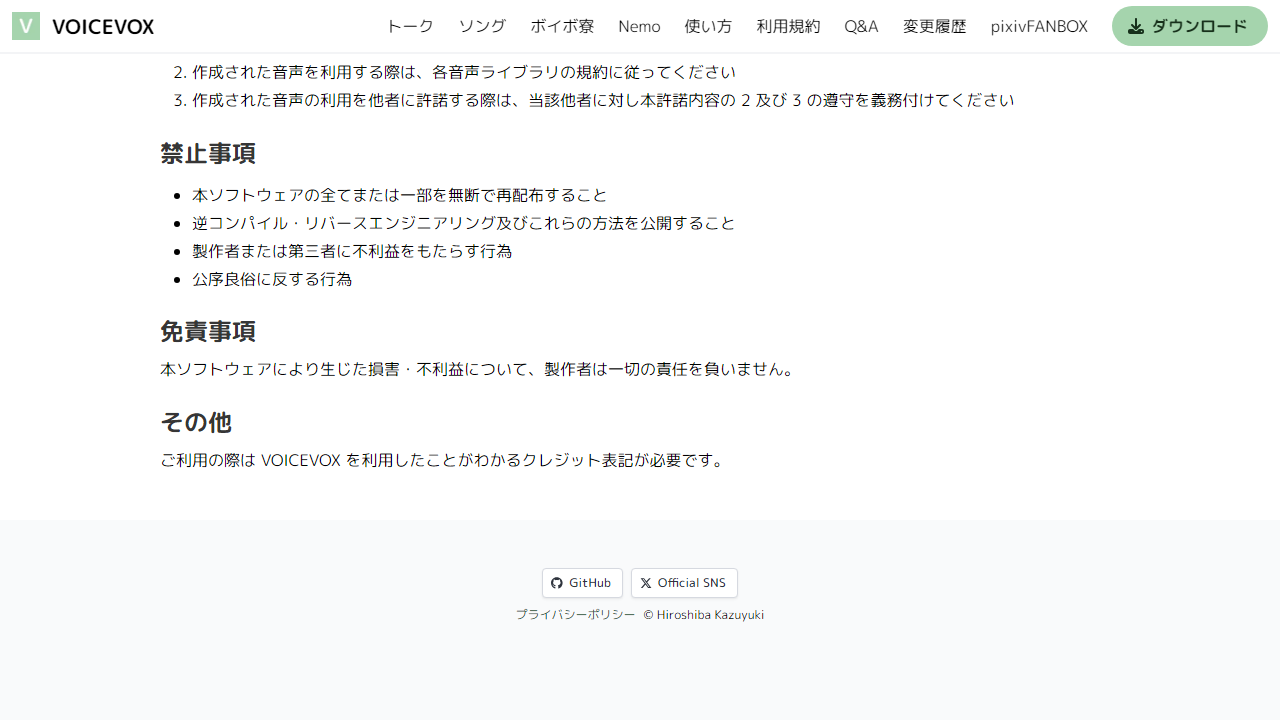 V VOICEVOX トーク ソング ボイボ寮 Nemo 使い方 利用規約 Q&A 変更履歴 pixivFANBOX ダウンロード
2. 作成された音声を利用する際は、各音声ライブラリの規約に従ってください
3. 作成された音声の利用を他者に許諾する際は、当該他者に対し本許諾内容の 2 及び 3 の遵守を義務付けてください
禁止事項
• 本ソフトウェアの全てまたは一部を無断で再配布すること
• 逆コンパイル・リバースエンジニアリング及びこれらの方法を公開すること
• 製作者または第三者に不利益をもたらす行為
• 公序良俗に反する行為
免責事項
本ソフトウェアにより生じた損害・不利益について、製作者は一切の責任を負いません。
その他
ご利用の際は VOICEVOX を利用したことがわかるクレジット表記が必要です。
GitHub Official SNS
プライバシーポリシー © Hiroshiba Kazuyuki